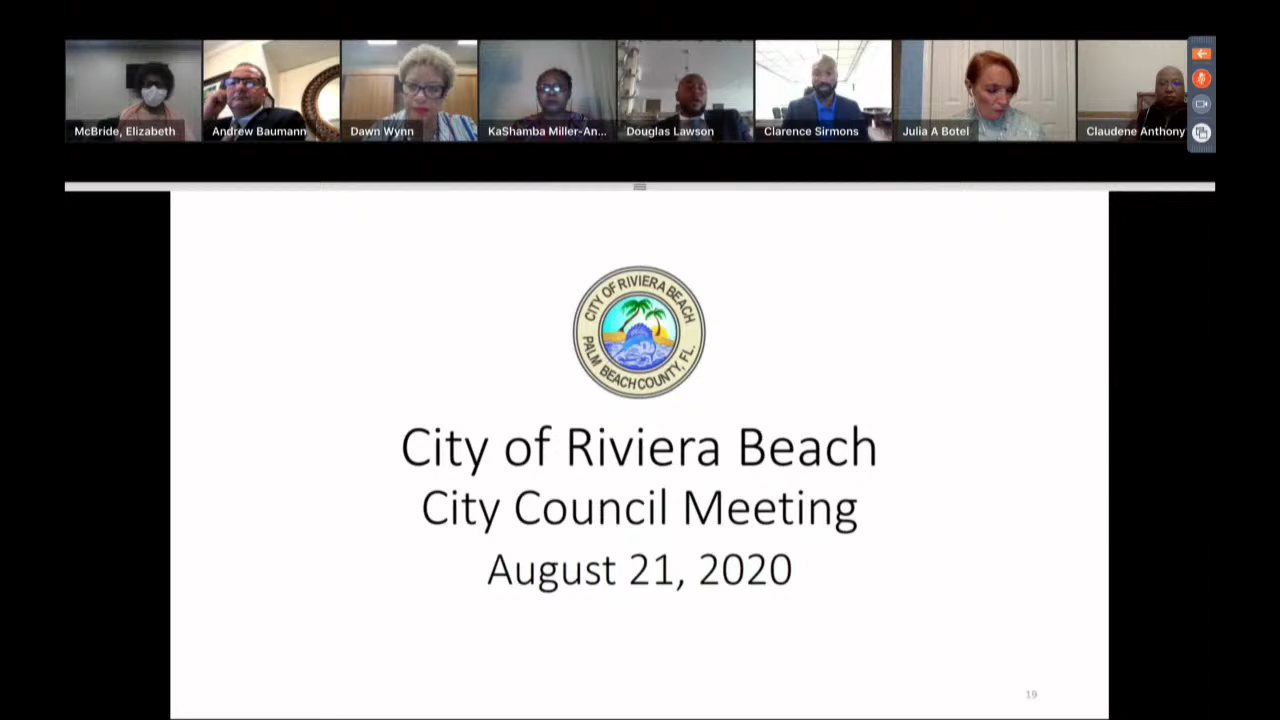 McBride, Elizabeth
Andrew Baumann
Dawn Wynn
KaShamba Miller-An...
Douglas Lawson
Clarence Sirmons
Julia A Botel
Claudene Anthony
CITY OF RIVIERA BEACH
PALM BEACH COUNTY, FL.
City of Riviera Beach
City Council Meeting
August 21, 2020
19